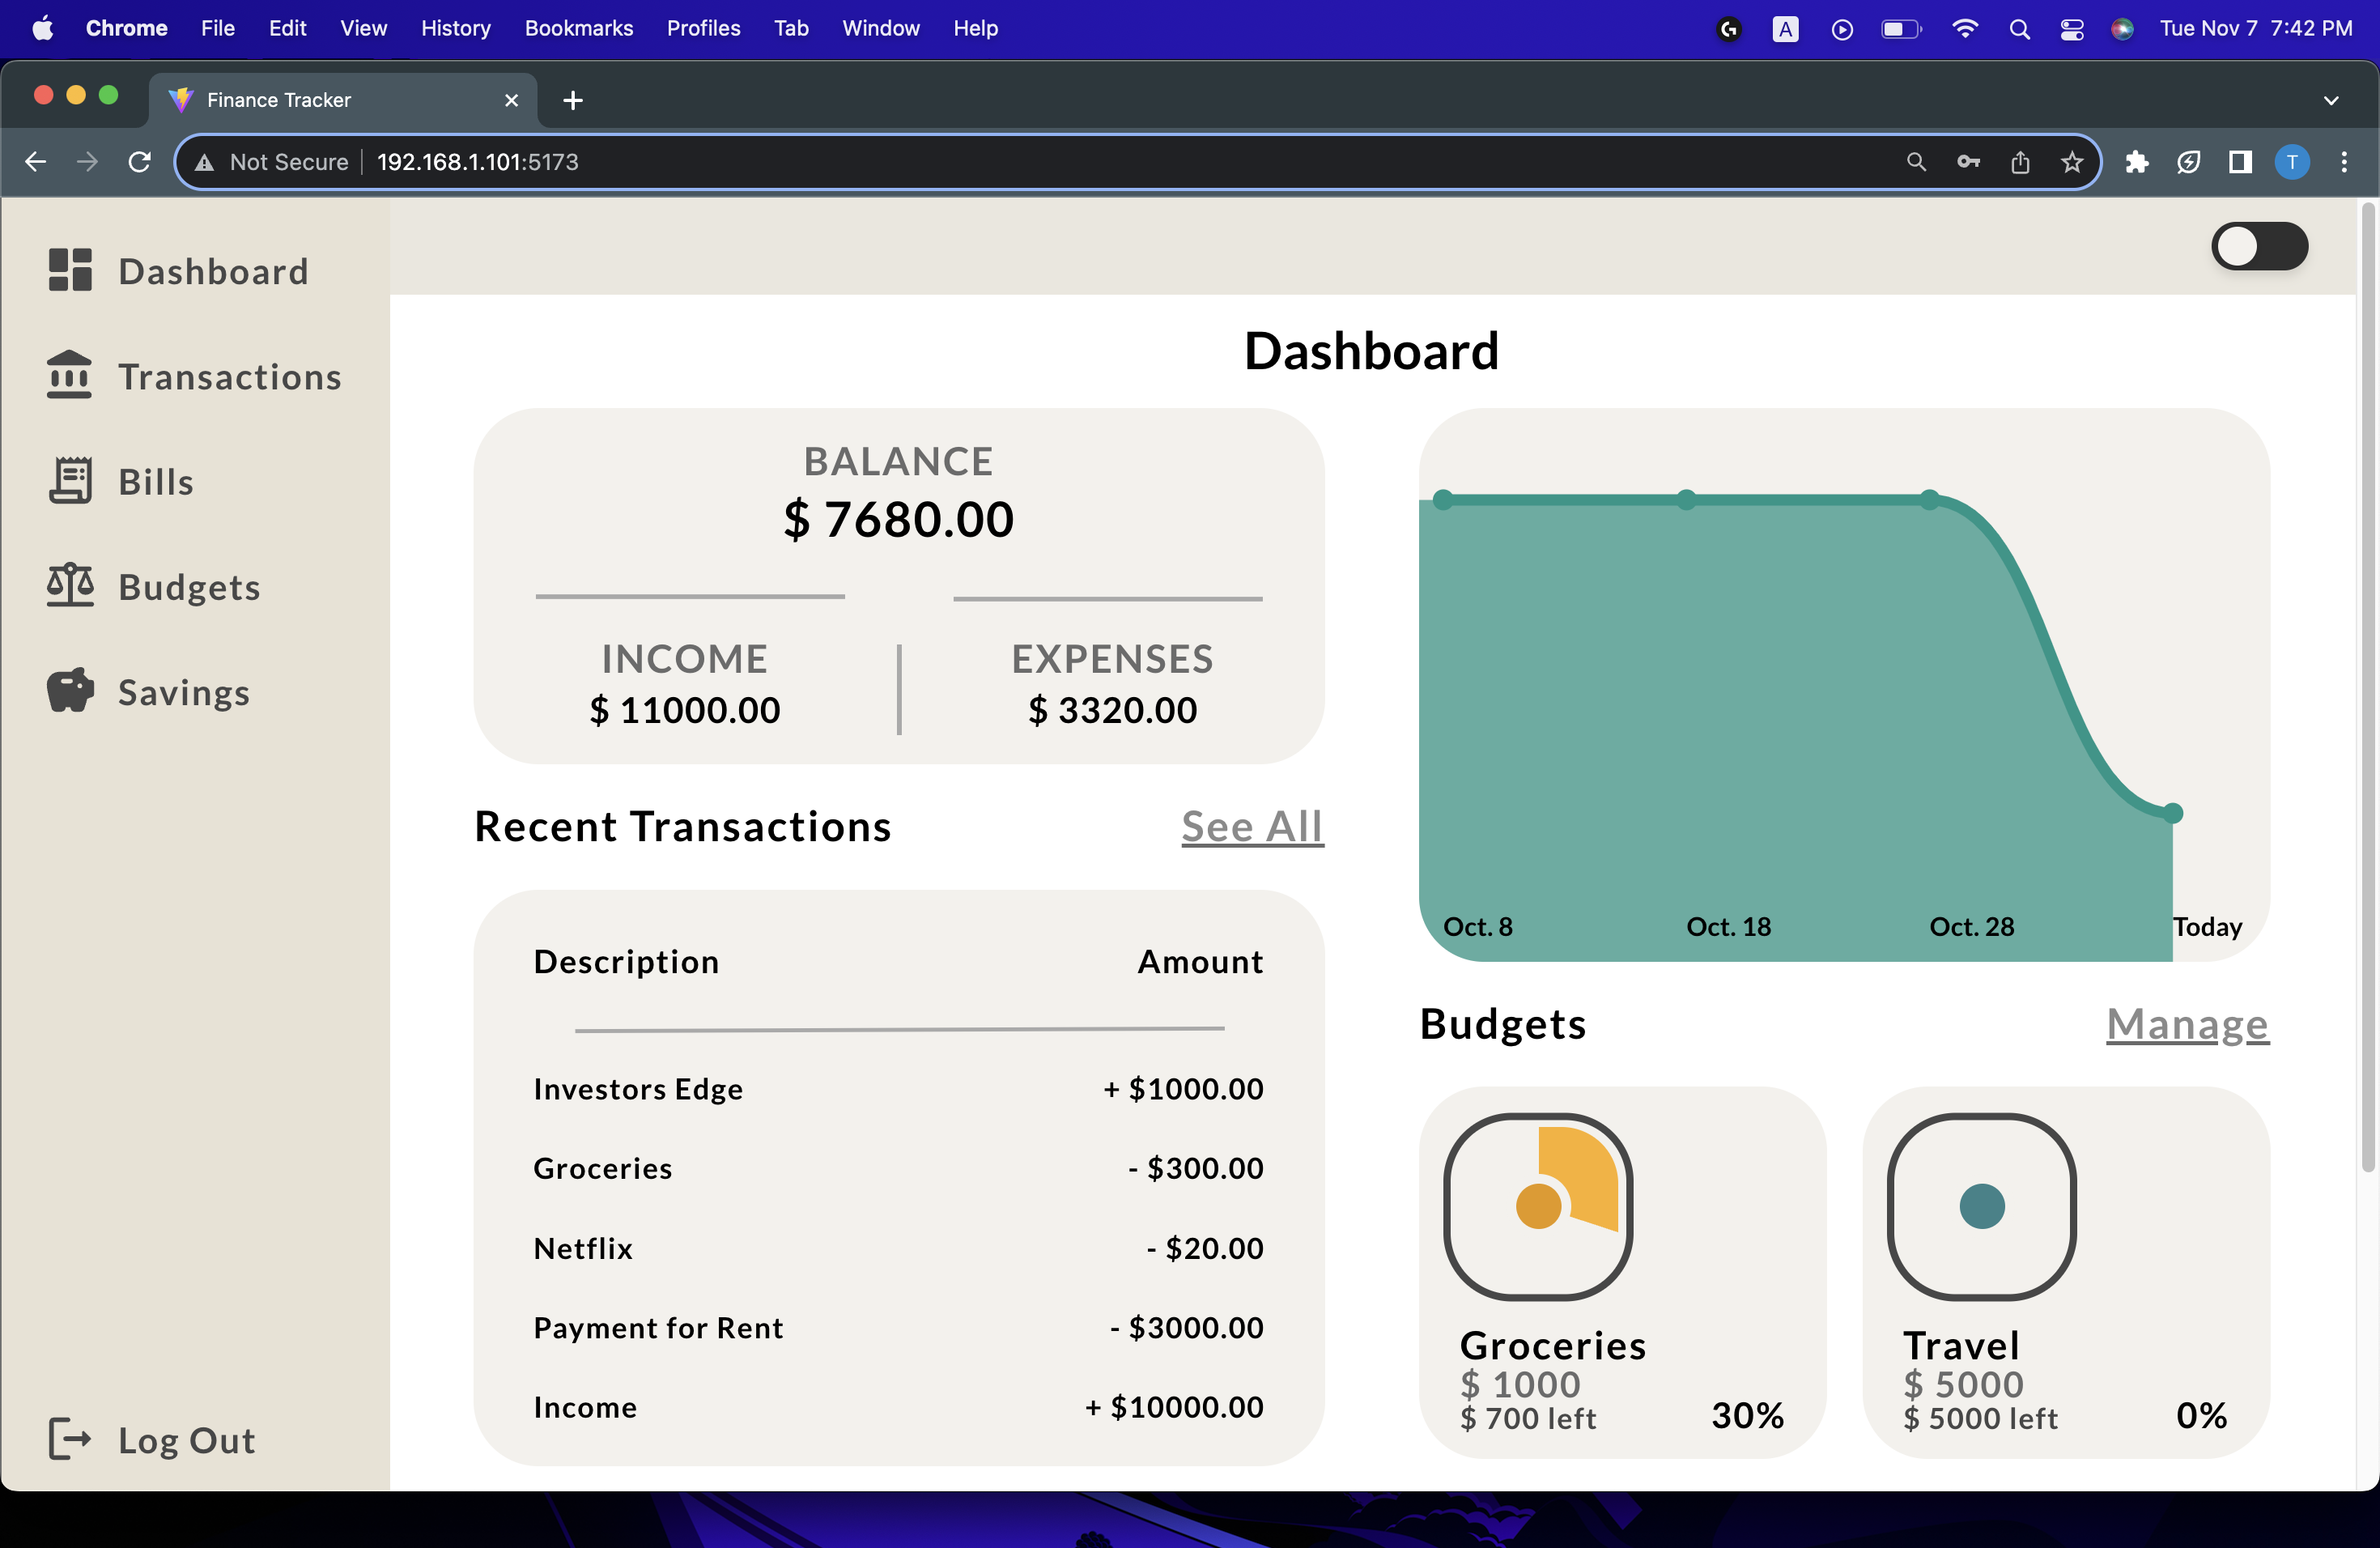 Chrome File Edit View History Bookmarks Profiles Tab Window Help A Tue Nov 7 7:42 PM
Finance Tracker
Not Secure 192.168.1.101:5173 T
Dashboard
Transactions
Bills
Budgets
Savings
Log Out
Dashboard
BALANCE
$ 7680.00
INCOME
$ 11000.00
EXPENSES
$ 3320.00
Recent Transactions See All
Description Amount
Investors Edge + $1000.00
Groceries - $300.00
Netflix - $20.00
Payment for Rent - $3000.00
Income + $10000.00
Oct. 8 Oct. 18 Oct. 28 Today
Budgets Manage
Groceries
$ 1000
$ 700 left 30%
Travel
$ 5000
$ 5000 left 0%